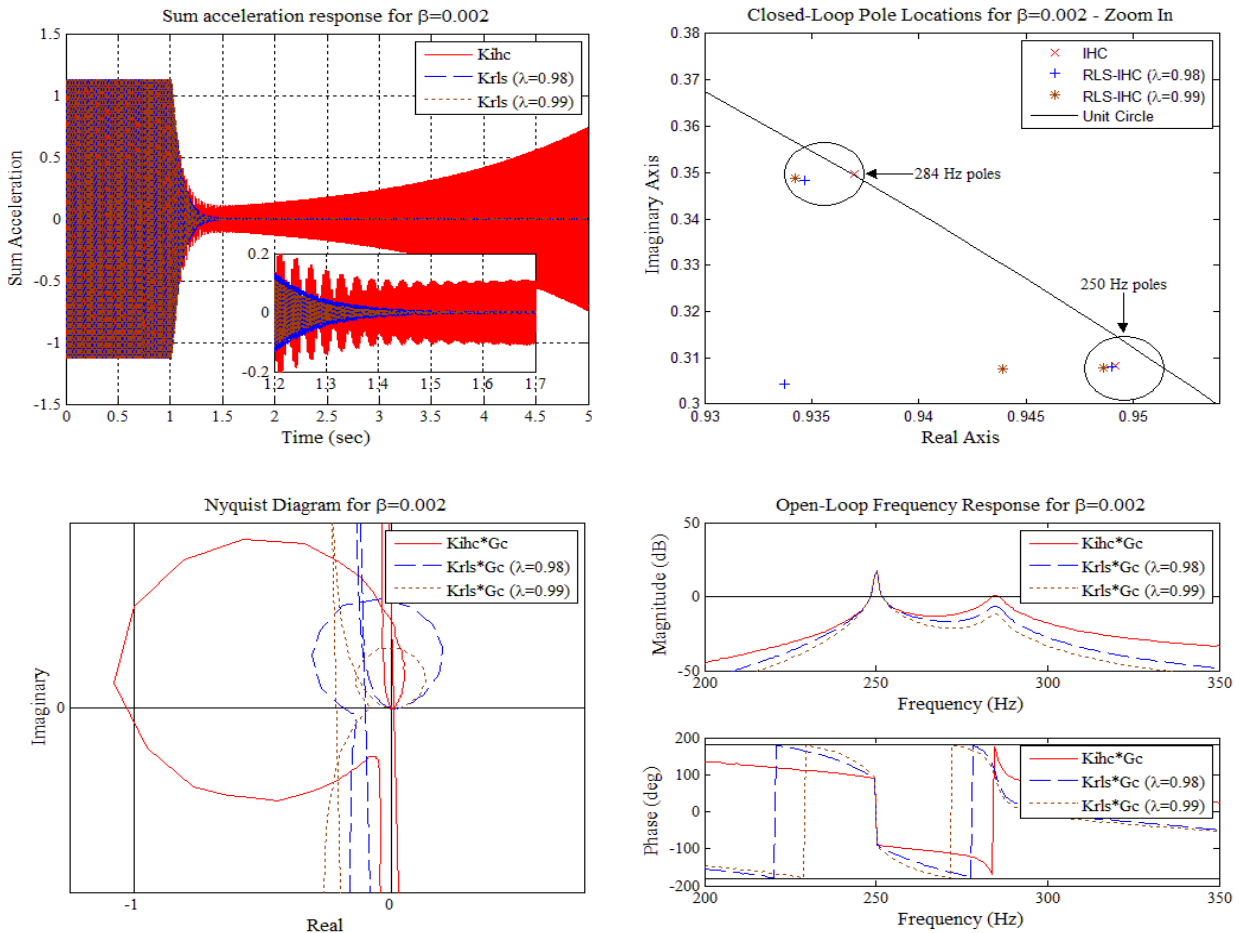 Sum acceleration response for β=0.002
1.5
1
0.5
0
-0.5
-1
-1.5
Sum Acceleration
Kihc
Krls (λ=0.98)
Krls (λ=0.99)
0.2
0
-0.2
1.2 1.3 1.4 1.5 1.6 1.7
0 0.5 1 1.5 2 2.5 3 3.5 4 4.5 5
Time (sec)
Closed-Loop Pole Locations for β=0.002 - Zoom In
0.38
0.37
0.36
0.35
0.34
0.33
0.32
0.31
0.3
Imaginary Axis
IHC
RLS-IHC (λ=0.98)
RLS-IHC (λ=0.99)
Unit Circle
284 Hz poles
250 Hz poles
0.93 0.935 0.94 0.945 0.95
Real Axis
Nyquist Diagram for β=0.002
Kihc*Gc
Krls*Gc (λ=0.98)
Krls*Gc (λ=0.99)
Imaginary
0
-1 0
Real
Open-Loop Frequency Response for β=0.002
50
0
-50
Magnitude (dB)
Kihc*Gc
Krls*Gc (λ=0.98)
Krls*Gc (λ=0.99)
200 250 300 350
Frequency (Hz)
200
100
0
-100
-200
Phase (deg)
Kihc*Gc
Krls*Gc (λ=0.98)
Krls*Gc (λ=0.99)
200 250 300 350
Frequency (Hz)